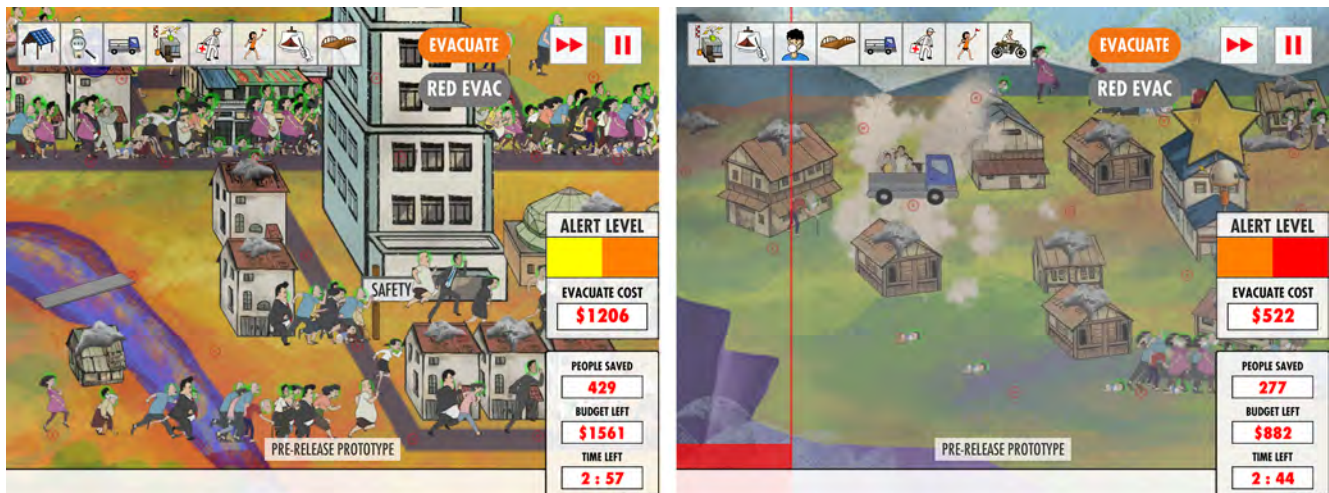 EVACUATE
RED EVAC
SAFETY
ALERT LEVEL
EVACUATE COST
$1206
PEOPLE SAVED
429
BUDGET LEFT
$1561
TIME LEFT
2 : 57
PRE-RELEASE PROTOTYPE
EVACUATE
RED EVAC
ALERT LEVEL
EVACUATE COST
$522
PEOPLE SAVED
277
BUDGET LEFT
$882
TIME LEFT
2 : 44
PRE-RELEASE PROTOTYPE